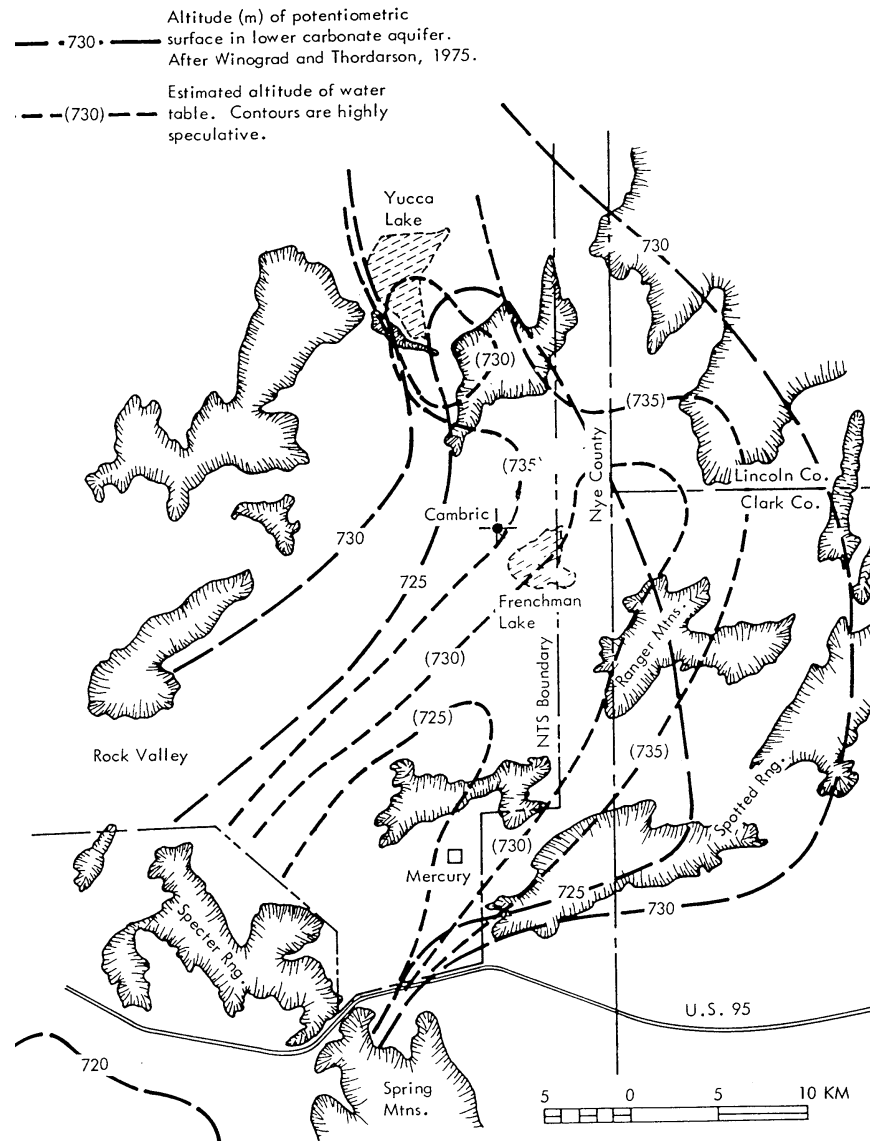 Altitude (m) of potentiometric
730 surface in lower carbonate aquifer.
After Winograd and Thordarson, 1975.
Estimated altitude of water
(730) table. Contours are highly
speculative.
Yucca
Lake
730
(730)
(735)
(735)
Nye County
Lincoln Co.
Clark Co.
Cambric
730
725
Frenchman
Lake
(730)
Ranger Mtns.
(725)
NTS Boundary
(735)
Rock Valley
Spotted Rng.
(730)
Mercury
725
730
Specter Rng.
U.S. 95
720
Spring
Mtns.
5 0 5 10 KM